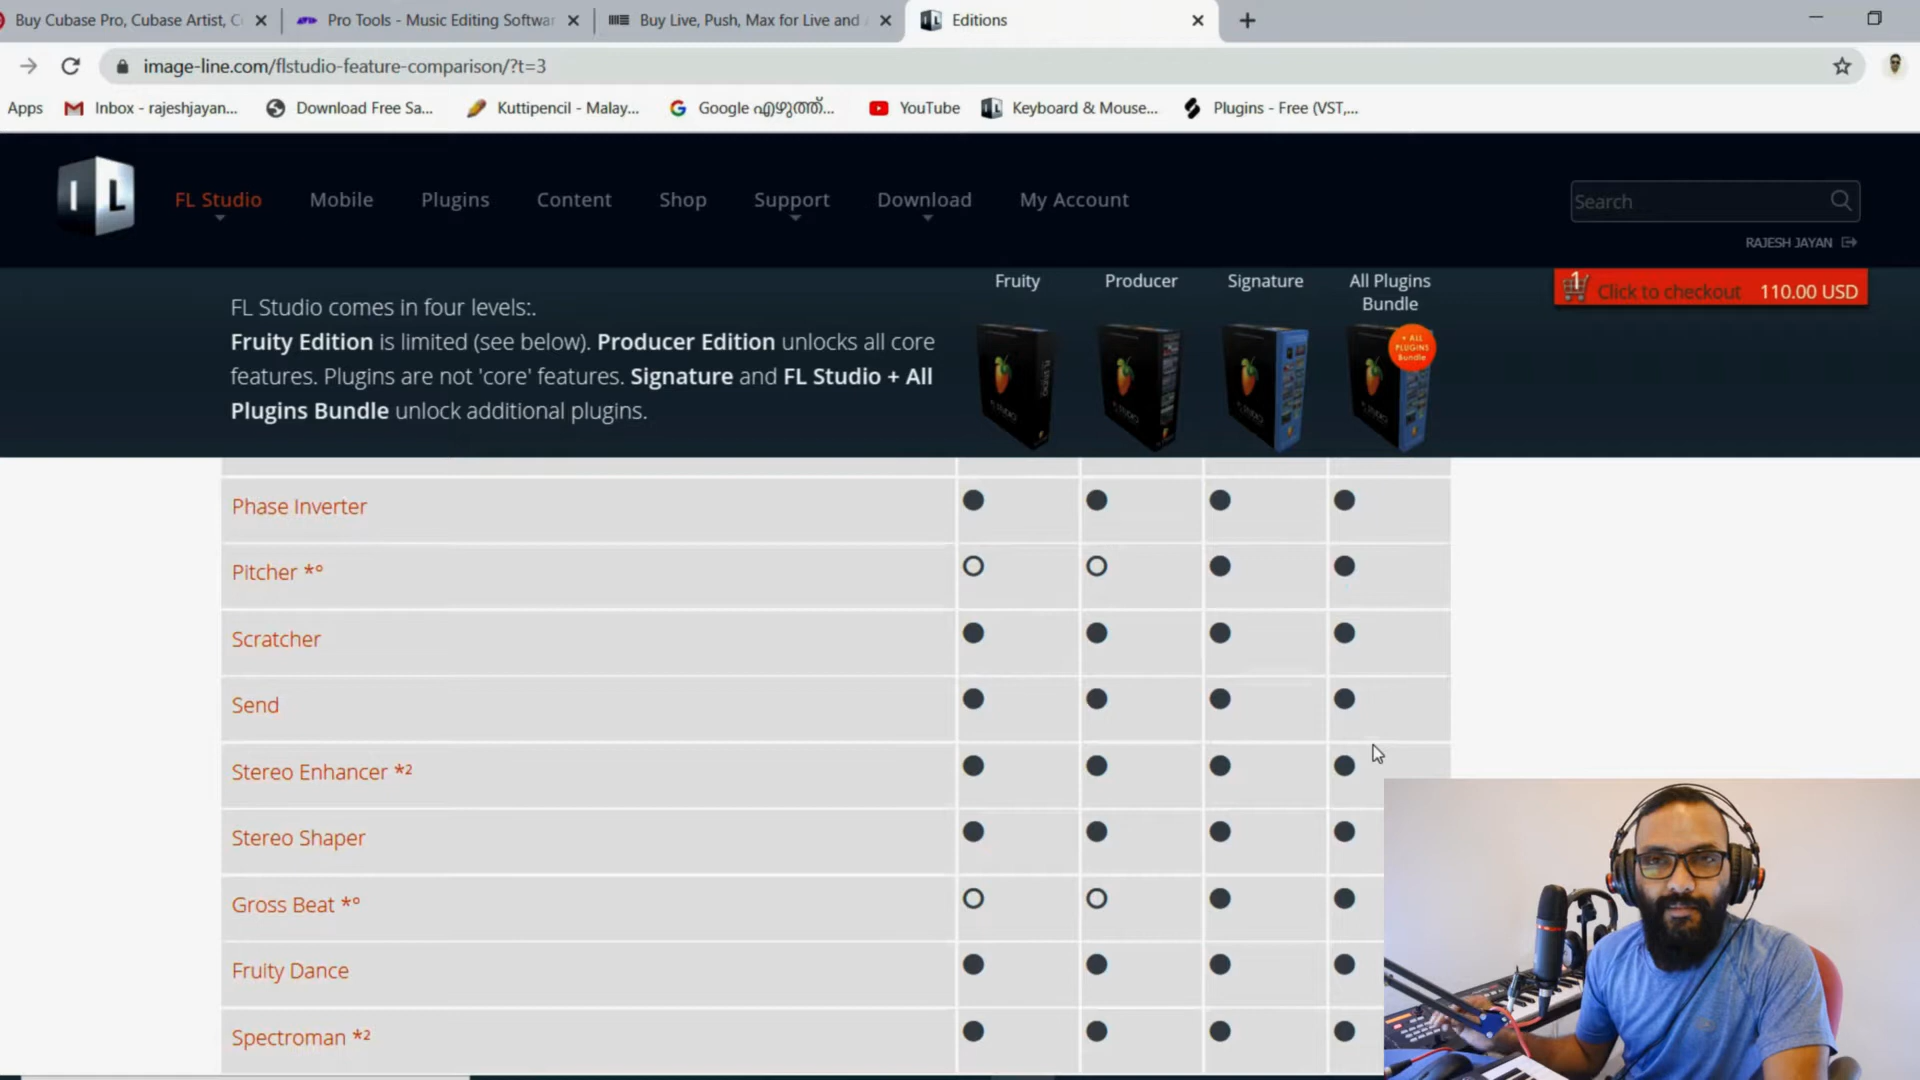 Buy Cubase Pro, Cubase Artist, C
Pro Tools - Music Editing Softwar
Buy Live, Push, Max for Live and
Editions
image-line.com/flstudio-feature-comparison/?t=3
Apps
Inbox - rajeshjayan...
Download Free Sa...
Kuttipencil - Malay...
Google എഴുത്ത്...
YouTube
Keyboard & Mouse...
Plugins - Free (VST,...
IL
FL Studio
Mobile
Plugins
Content
Shop
Support
Download
My Account
Search
RAJESH JAYAN
1
Click to checkout 110.00 USD
FL Studio comes in four levels:.
Fruity Edition is limited (see below). Producer Edition unlocks all core
features. Plugins are not 'core' features. Signature and FL Studio + All
Plugins Bundle unlock additional plugins.
Fruity
Producer
Signature
All Plugins
Bundle
+ ALL
PLUGINS
Bundle
Phase Inverter
Pitcher *º
Scratcher
Send
Stereo Enhancer *²
Stereo Shaper
Gross Beat *º
Fruity Dance
Spectroman *²